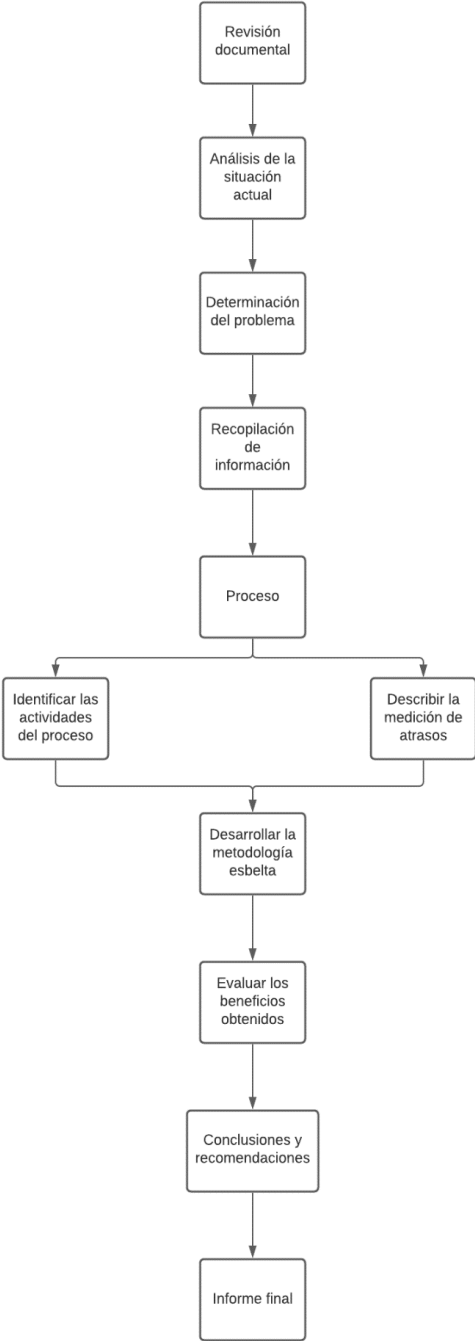 Revisión
documental
Análisis de la
situación
actual
Determinación
del problema
Recopilación
de
información
Proceso
Identificar las
actividades
del proceso
Describir la
medición de
atrasos
Desarrollar la
metodología
esbelta
Evaluar los
beneficios
obtenidos
Conclusiones y
recomendaciones
Informe final